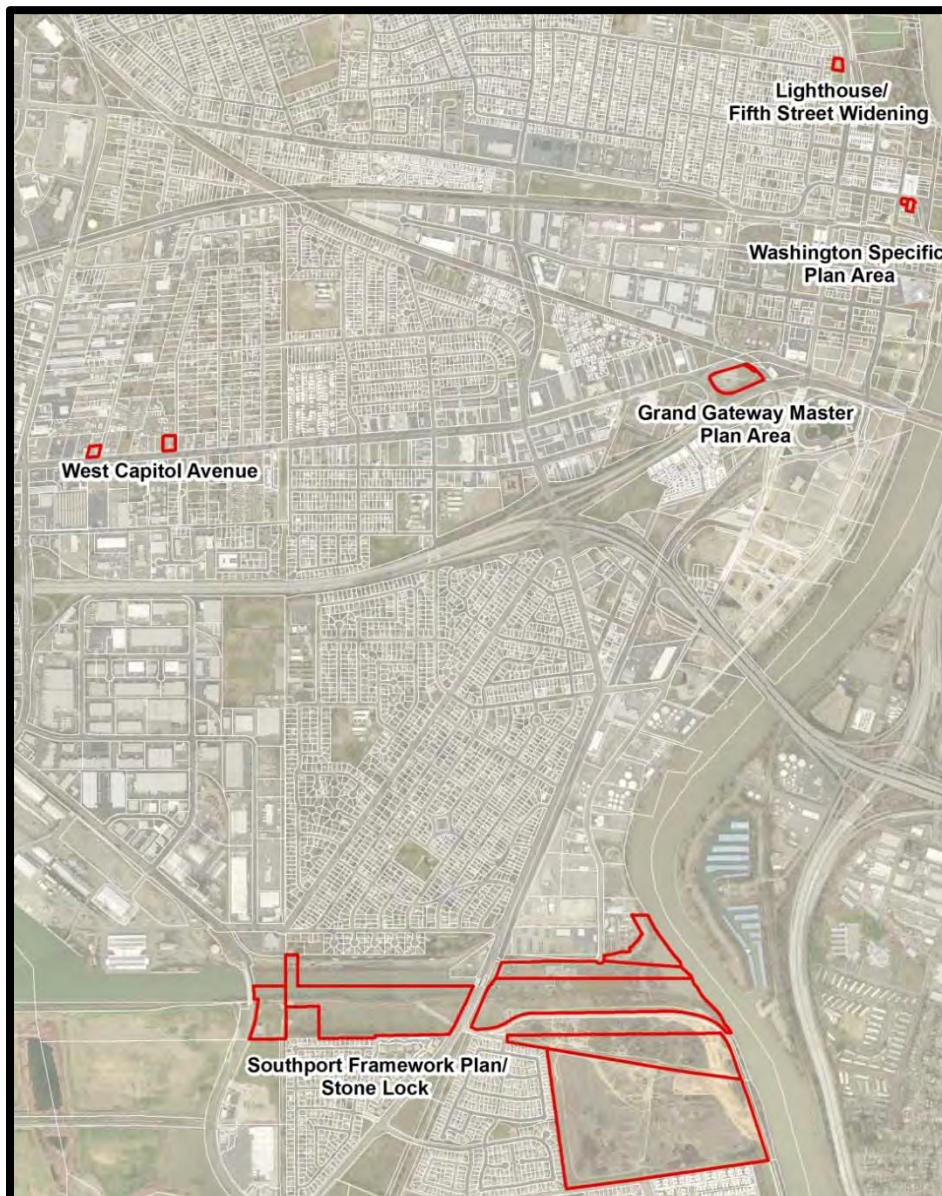 Lighthouse/
Fifth Street Widening
Washington Specific
Plan Area
Grand Gateway Master
Plan Area
West Capitol Avenue
Southport Framework Plan/
Stone Lock